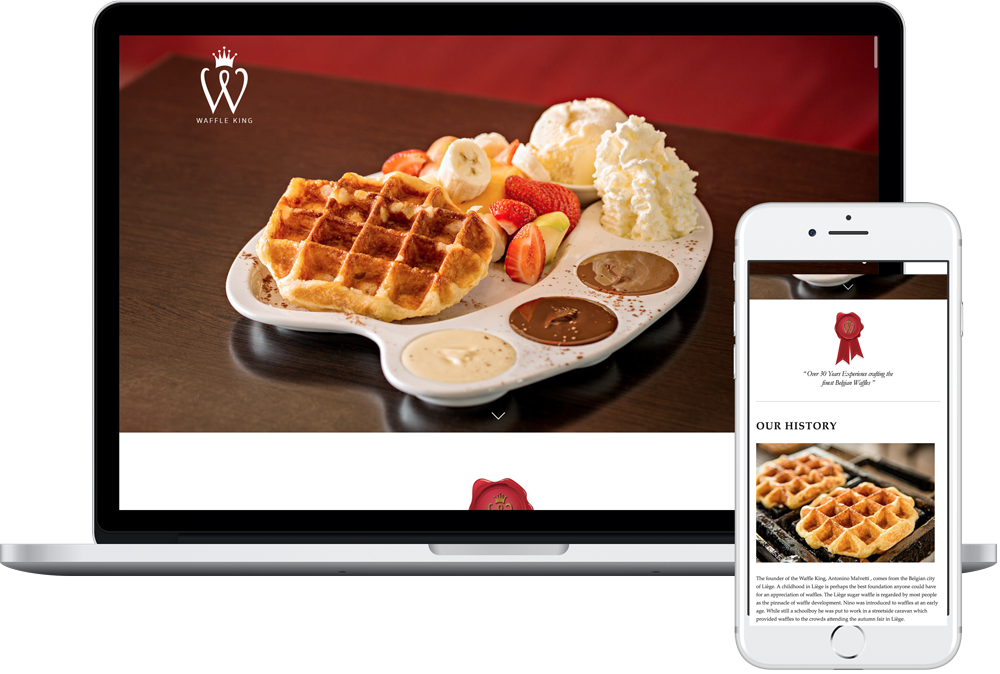 WAFFLE KING
“ Over 30 Years Experience crafting the
finest Belgian Waffles ”
OUR HISTORY
The founder of the Waffle King, Antonino Malvetti , comes from the Belgian city
of Liège. A childhood in Liège is perhaps the best foundation anyone could have
for an appreciation of waffles. The Liège sugar waffle is regarded by most people
as the pinnacle of waffle development. Nino was introduced to waffles at an early
age. While still a schoolboy he was put to work in a streetside caravan which
provided waffles to the crowds attending the autumn fair in Liège.